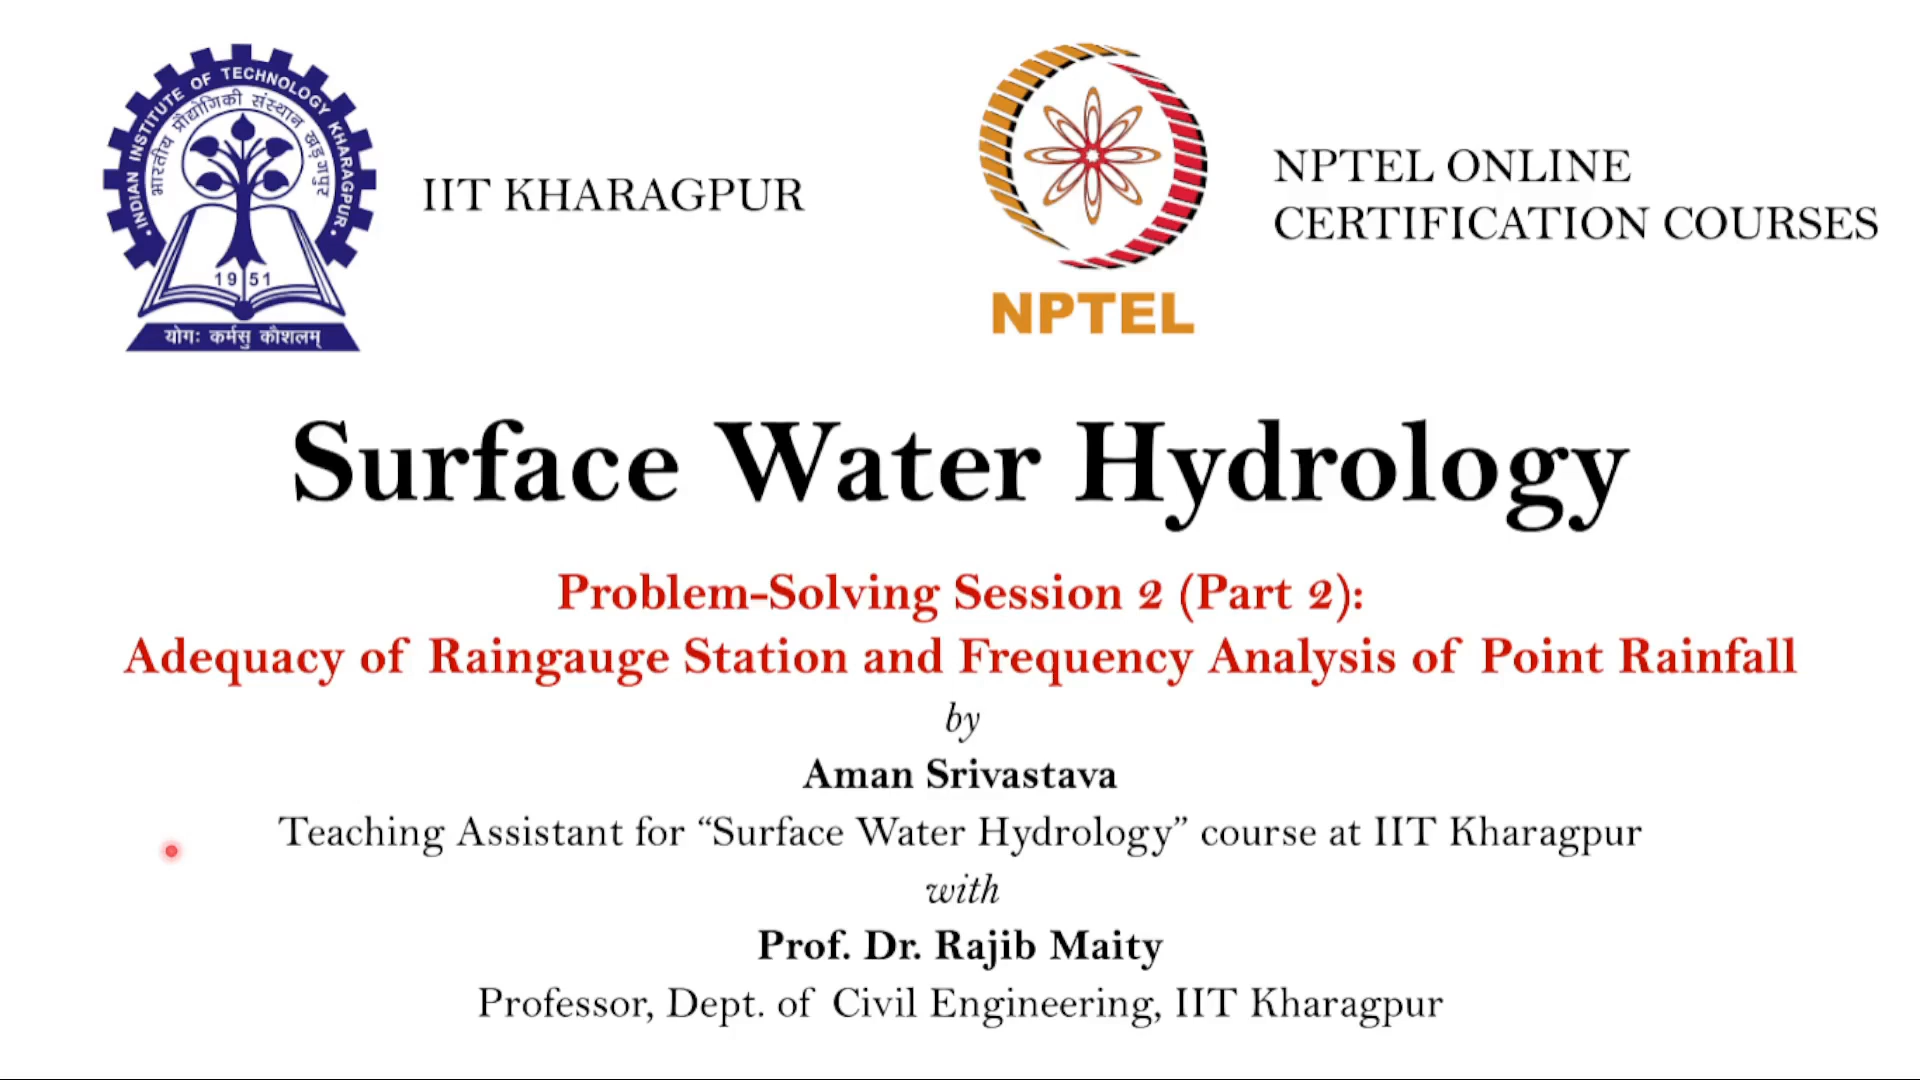 INDIAN INSTITUTE OF TECHNOLOGY KHARAGPUR
भारतीय प्रौद्योगिकी संस्थान खड़गपुर
1951
योगः कर्मसु कौशलम्
IIT KHARAGPUR
NPTEL
NPTEL ONLINE
CERTIFICATION COURSES
Surface Water Hydrology
Problem-Solving Session 2 (Part 2):
Adequacy of Raingauge Station and Frequency Analysis of Point Rainfall
by
Aman Srivastava
Teaching Assistant for “Surface Water Hydrology” course at IIT Kharagpur
with
Prof. Dr. Rajib Maity
Professor, Dept. of Civil Engineering, IIT Kharagpur